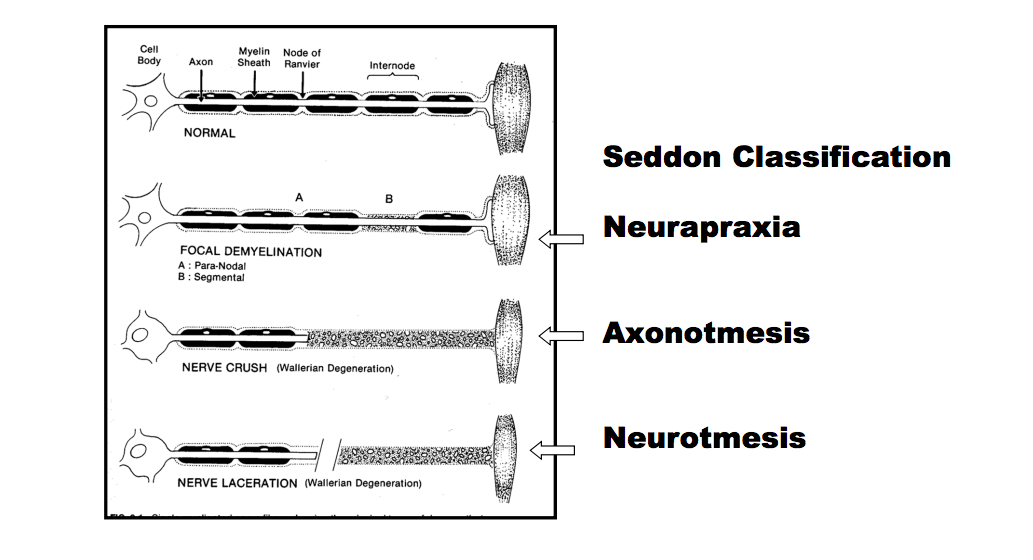 Cell
Body
Axon
Myelin
Sheath
Node of
Ranvier
Internode
NORMAL
A
B
FOCAL DEMYELINATION
A : Para-Nodal
B : Segmental
NERVE CRUSH (Wallerian Degeneration)
NERVE LACERATION (Wallerian Degeneration)
Seddon Classification
Neurapraxia
Axonotmesis
Neurotmesis